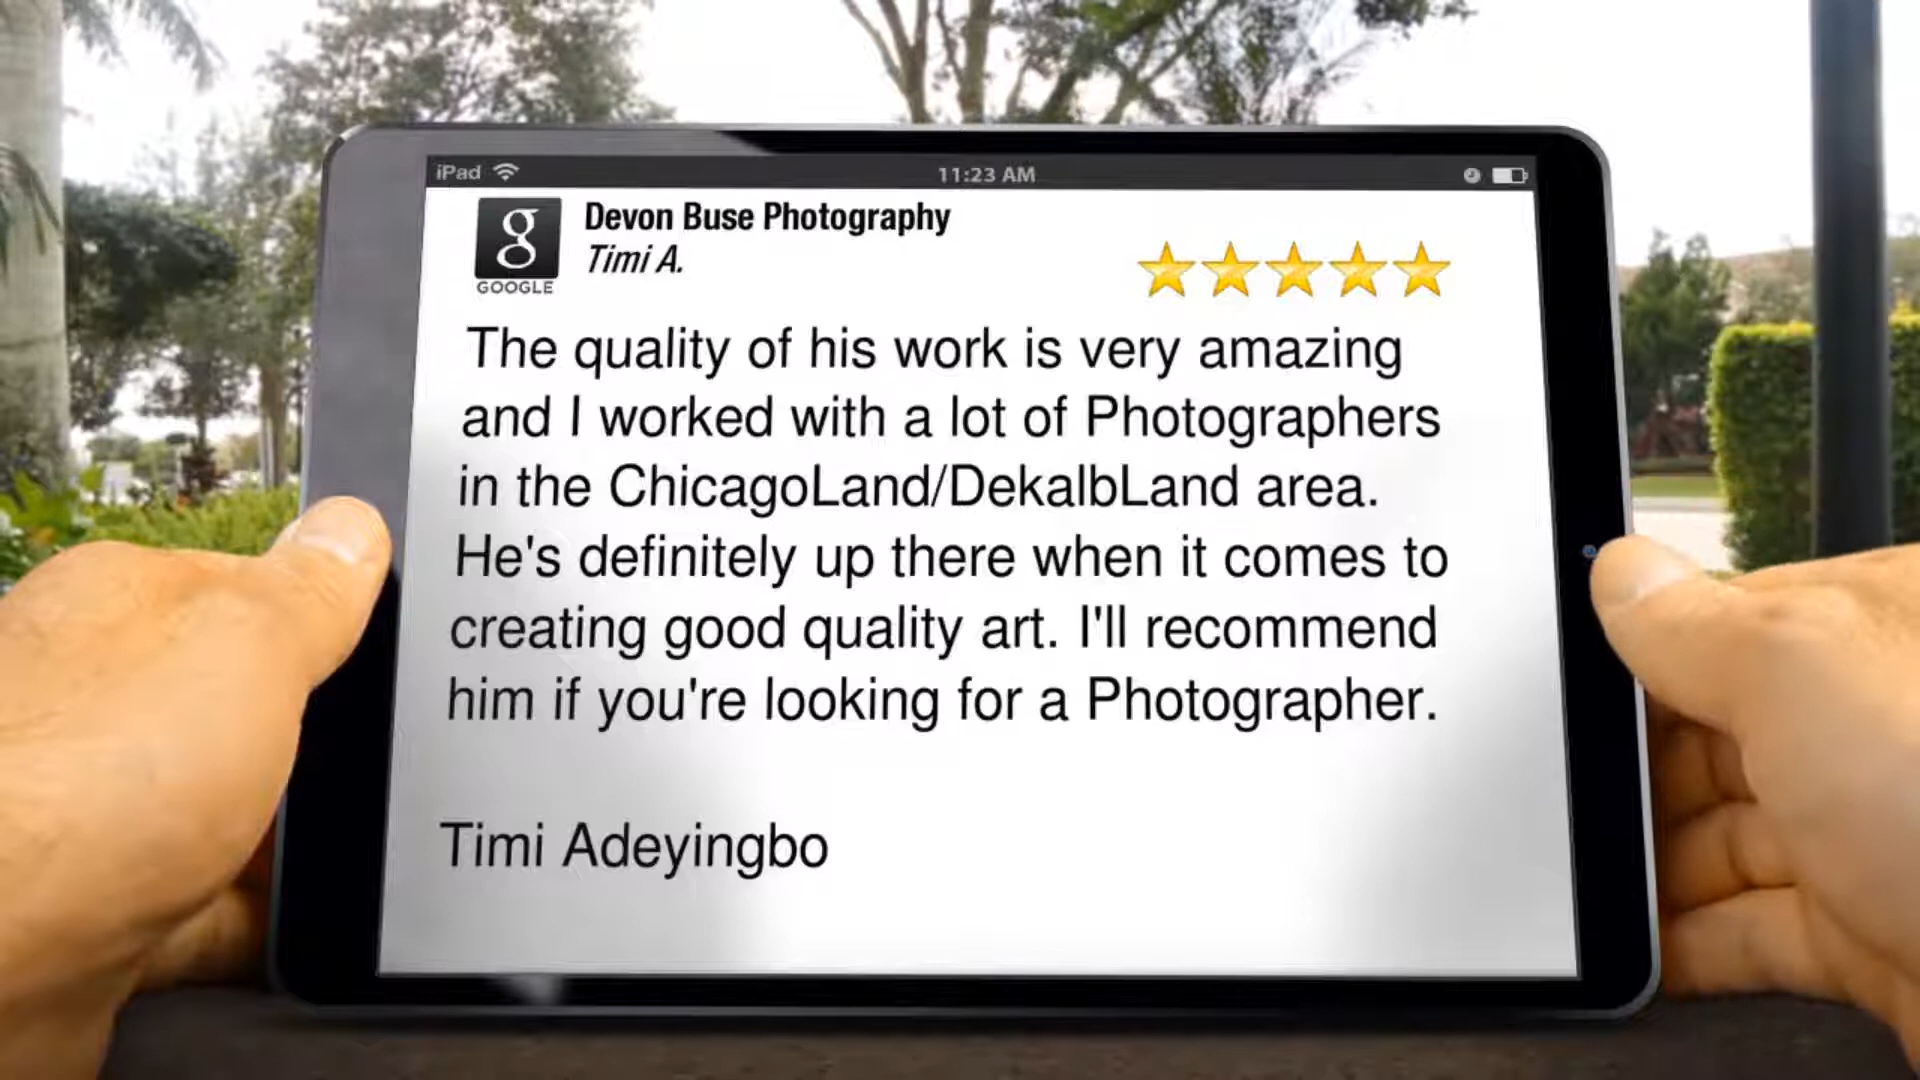 iPad 11:23 AM
g
GOOGLE
Devon Buse Photography
Timi A.
The quality of his work is very amazing
and I worked with a lot of Photographers
in the ChicagoLand/DekalbLand area.
He's definitely up there when it comes to
creating good quality art. I'll recommend
him if you're looking for a Photographer.
Timi Adeyingbo